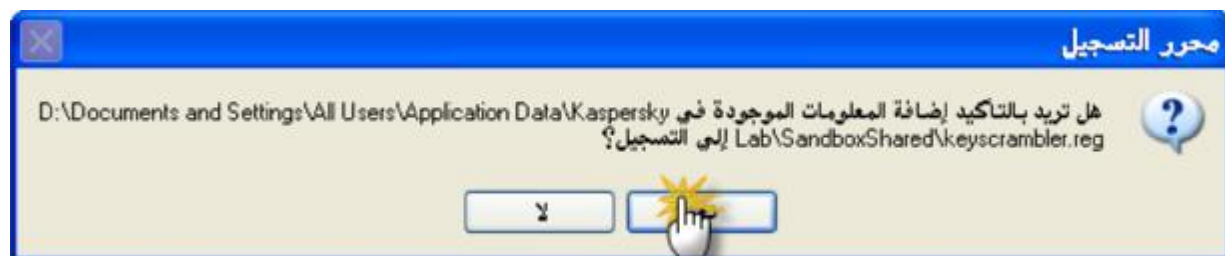 محرر التسجيل
هل تريد بالتأكيد إضافة المعلومات الموجودة في D:\Documents and Settings\All Users\Application Data\Kaspersky
Lab\SandboxShared\keyscrambler.reg إلى التسجيل؟
لا